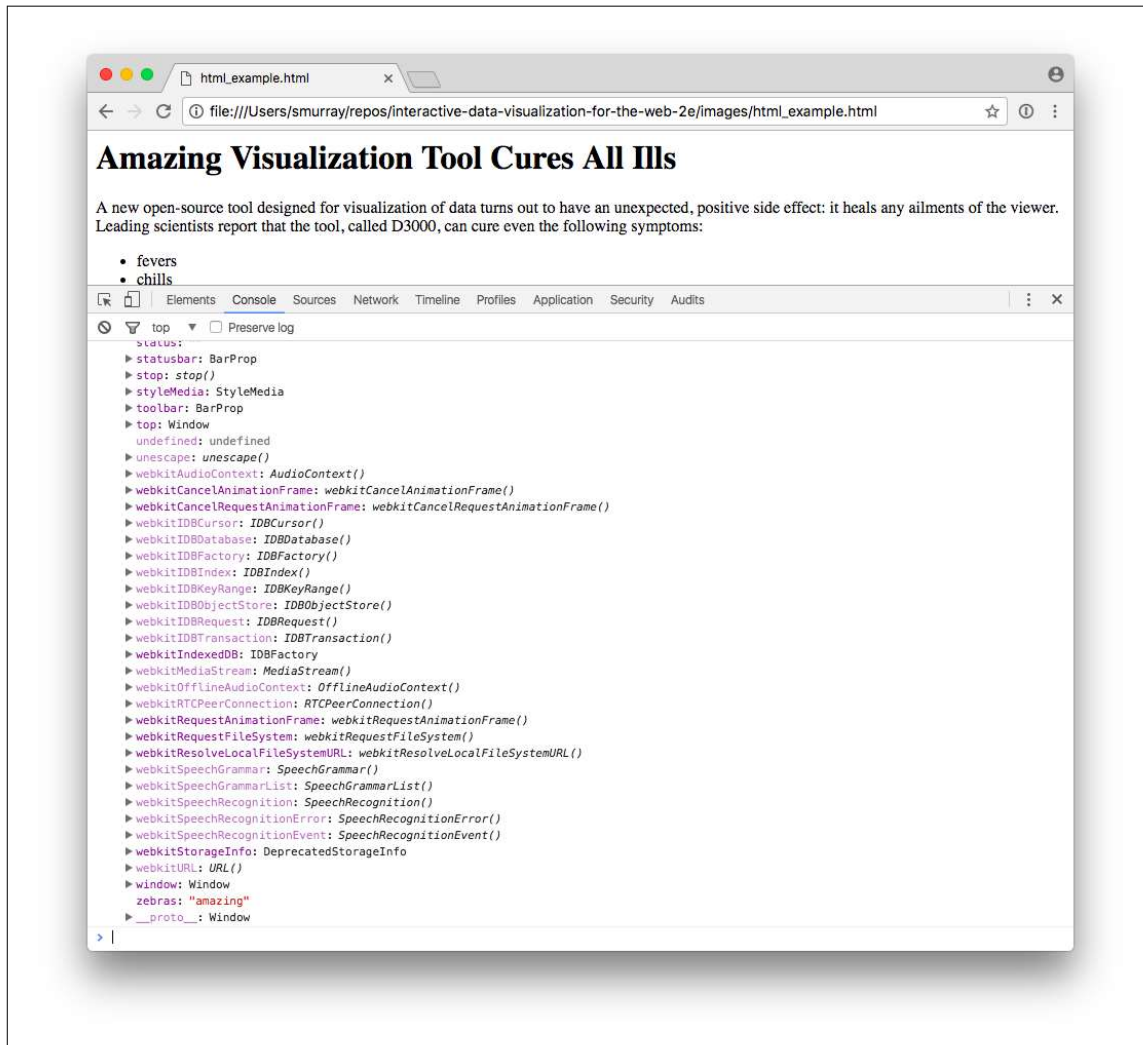 html_example.html
file:///Users/smurray/repos/interactive-data-visualization-for-the-web-2e/images/html_example.html
Amazing Visualization Tool Cures All Ills
A new open-source tool designed for visualization of data turns out to have an unexpected, positive side effect: it heals any ailments of the viewer.
Leading scientists report that the tool, called D3000, can cure even the following symptoms:
• fevers
• chills
Elements Console Sources Network Timeline Profiles Application Security Audits
top ▼ Preserve log
status: ""
▶ statusbar: BarProp
▶ stop: stop()
▶ styleMedia: StyleMedia
▶ toolbar: BarProp
▶ top: Window
undefined: undefined
▶ unescape: unescape()
▶ webkitAudioContext: AudioContext()
▶ webkitCancelAnimationFrame: webkitCancelAnimationFrame()
▶ webkitCancelRequestAnimationFrame: webkitCancelRequestAnimationFrame()
▶ webkitIDBCursor: IDBCursor()
▶ webkitIDBDatabase: IDBDatabase()
▶ webkitIDBFactory: IDBFactory()
▶ webkitIDBIndex: IDBIndex()
▶ webkitIDBKeyRange: IDBKeyRange()
▶ webkitIDBObjectStore: IDBObjectStore()
▶ webkitIDBRequest: IDBRequest()
▶ webkitIDBTransaction: IDBTransaction()
▶ webkitIndexedDB: IDBFactory
▶ webkitMediaStream: MediaStream()
▶ webkitOfflineAudioContext: OfflineAudioContext()
▶ webkitRTCPeerConnection: RTCPeerConnection()
▶ webkitRequestAnimationFrame: webkitRequestAnimationFrame()
▶ webkitRequestFileSystem: webkitRequestFileSystem()
▶ webkitResolveLocalFileSystemURL: webkitResolveLocalFileSystemURL()
▶ webkitSpeechGrammar: SpeechGrammar()
▶ webkitSpeechGrammarList: SpeechGrammarList()
▶ webkitSpeechRecognition: SpeechRecognition()
▶ webkitSpeechRecognitionError: SpeechRecognitionError()
▶ webkitSpeechRecognitionEvent: SpeechRecognitionEvent()
▶ webkitStorageInfo: DeprecatedStorageInfo
▶ webkitURL: URL()
▶ window: Window
zebras: "amazing"
▶ __proto__: Window
>